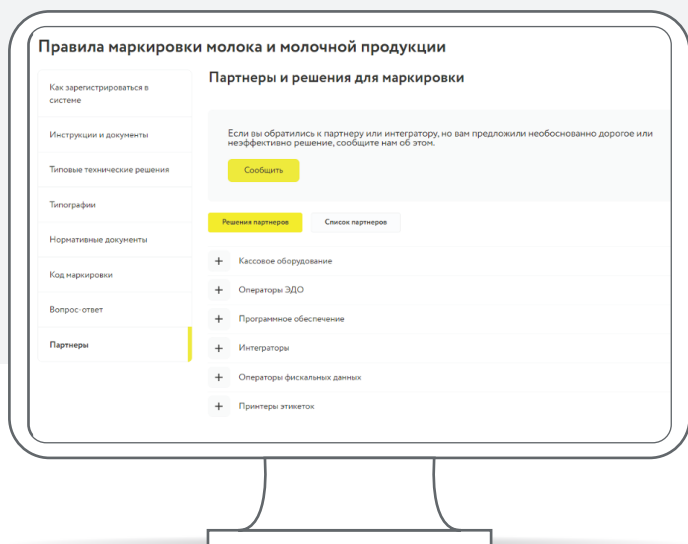 Правила маркировки молока и молочной продукции
Как зарегистрироваться в
системе
Инструкции и документы
Типовые технические решения
Типографии
Нормативные документы
Код маркировки
Вопрос-ответ
Партнеры
Партнеры и решения для маркировки
Если вы обратились к партнеру или интегратору, но вам предложили необоснованно дорогое или
неэффективно решение, сообщите нам об этом.
Сообщить
Решения партнеров
Список партнеров
+ Кассовое оборудование
+ Операторы ЭДО
+ Программное обеспечение
+ Интеграторы
+ Операторы фискальных данных
+ Принтеры этикеток